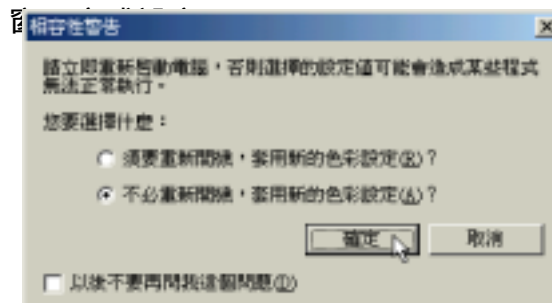 相容性警告
請立即重新啟動電腦，否則選擇的設定值可能會造成某些程式
無法正常執行。
您要選擇什麼：
須要重新開機，套用新的色彩設定(R)？
不必重新開機，套用新的色彩設定(A)？
確定 取消
以後不要再問我這個問題(D)